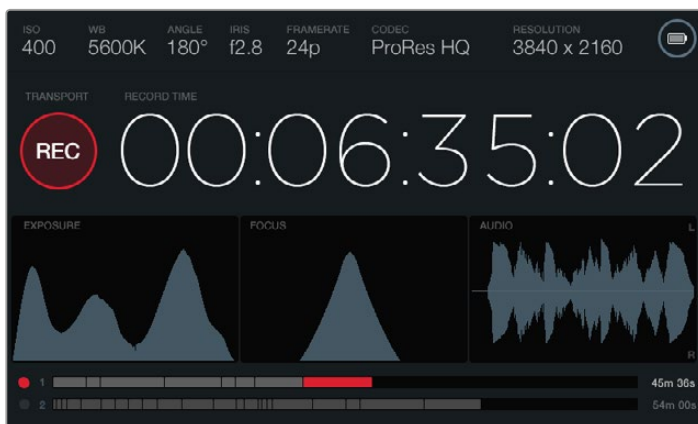 ISO WB ANGLE IRIS FRAMERATE CODEC RESOLUTION
400 5600K 180° f2.8 24p ProRes HQ 3840 x 2160
TRANSPORT RECORD TIME
REC 00:06:35:02
EXPOSURE FOCUS AUDIO L
R
1 45m 36s
2 54m 00s